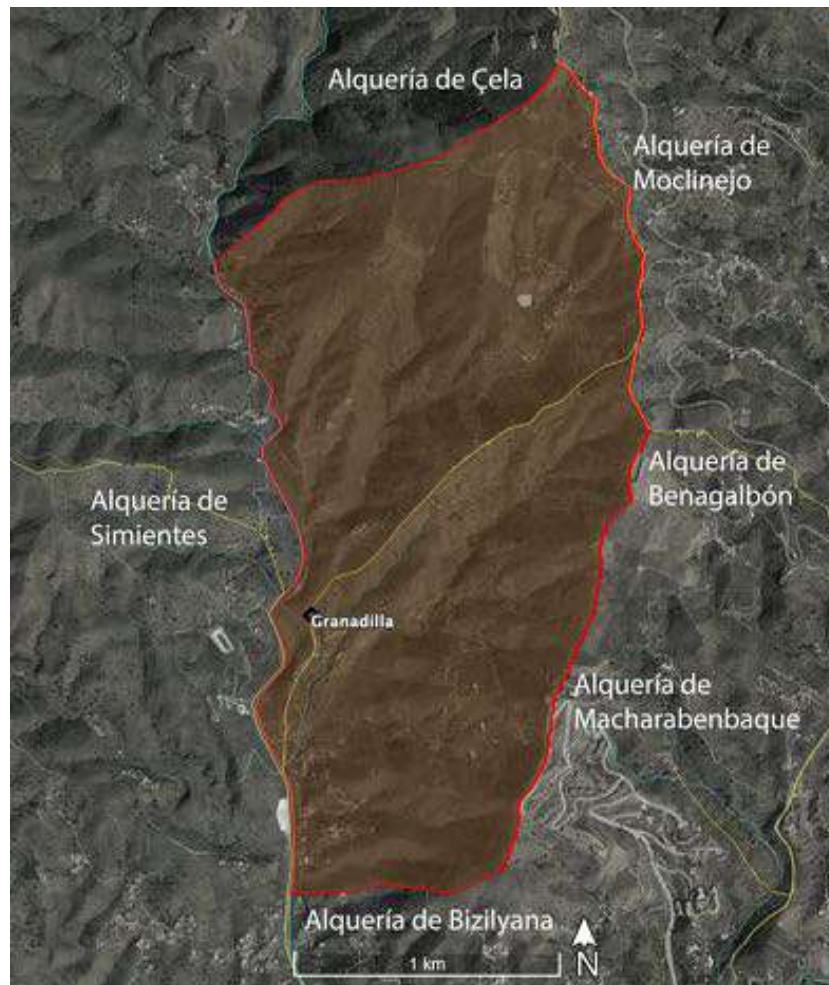 Alquería de Çela
Alquería de
Moclinejo
Alquería de
Benagalbón
Alquería de
Simientes
Granadilla
Alquería de
Macharabenbaque
Alquería de Bizilyana
1 km
N